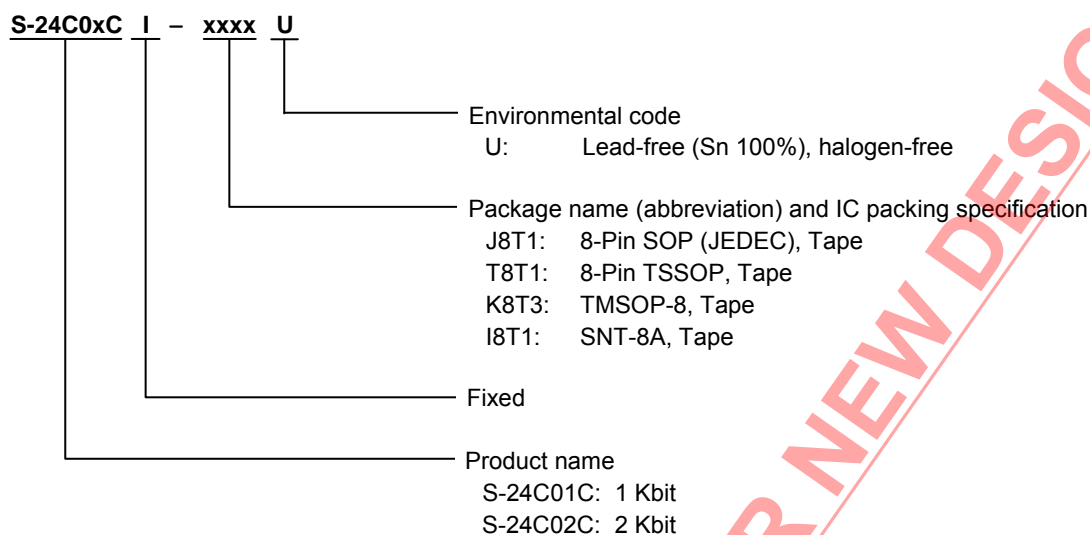 S-24C0xC I – xxxx U
Environmental code
U: Lead-free (Sn 100%), halogen-free
Package name (abbreviation) and IC packing specification
J8T1: 8-Pin SOP (JEDEC), Tape
T8T1: 8-Pin TSSOP, Tape
K8T3: TMSOP-8, Tape
I8T1: SNT-8A, Tape
Fixed
Product name
S-24C01C: 1 Kbit
S-24C02C: 2 Kbit
NEW